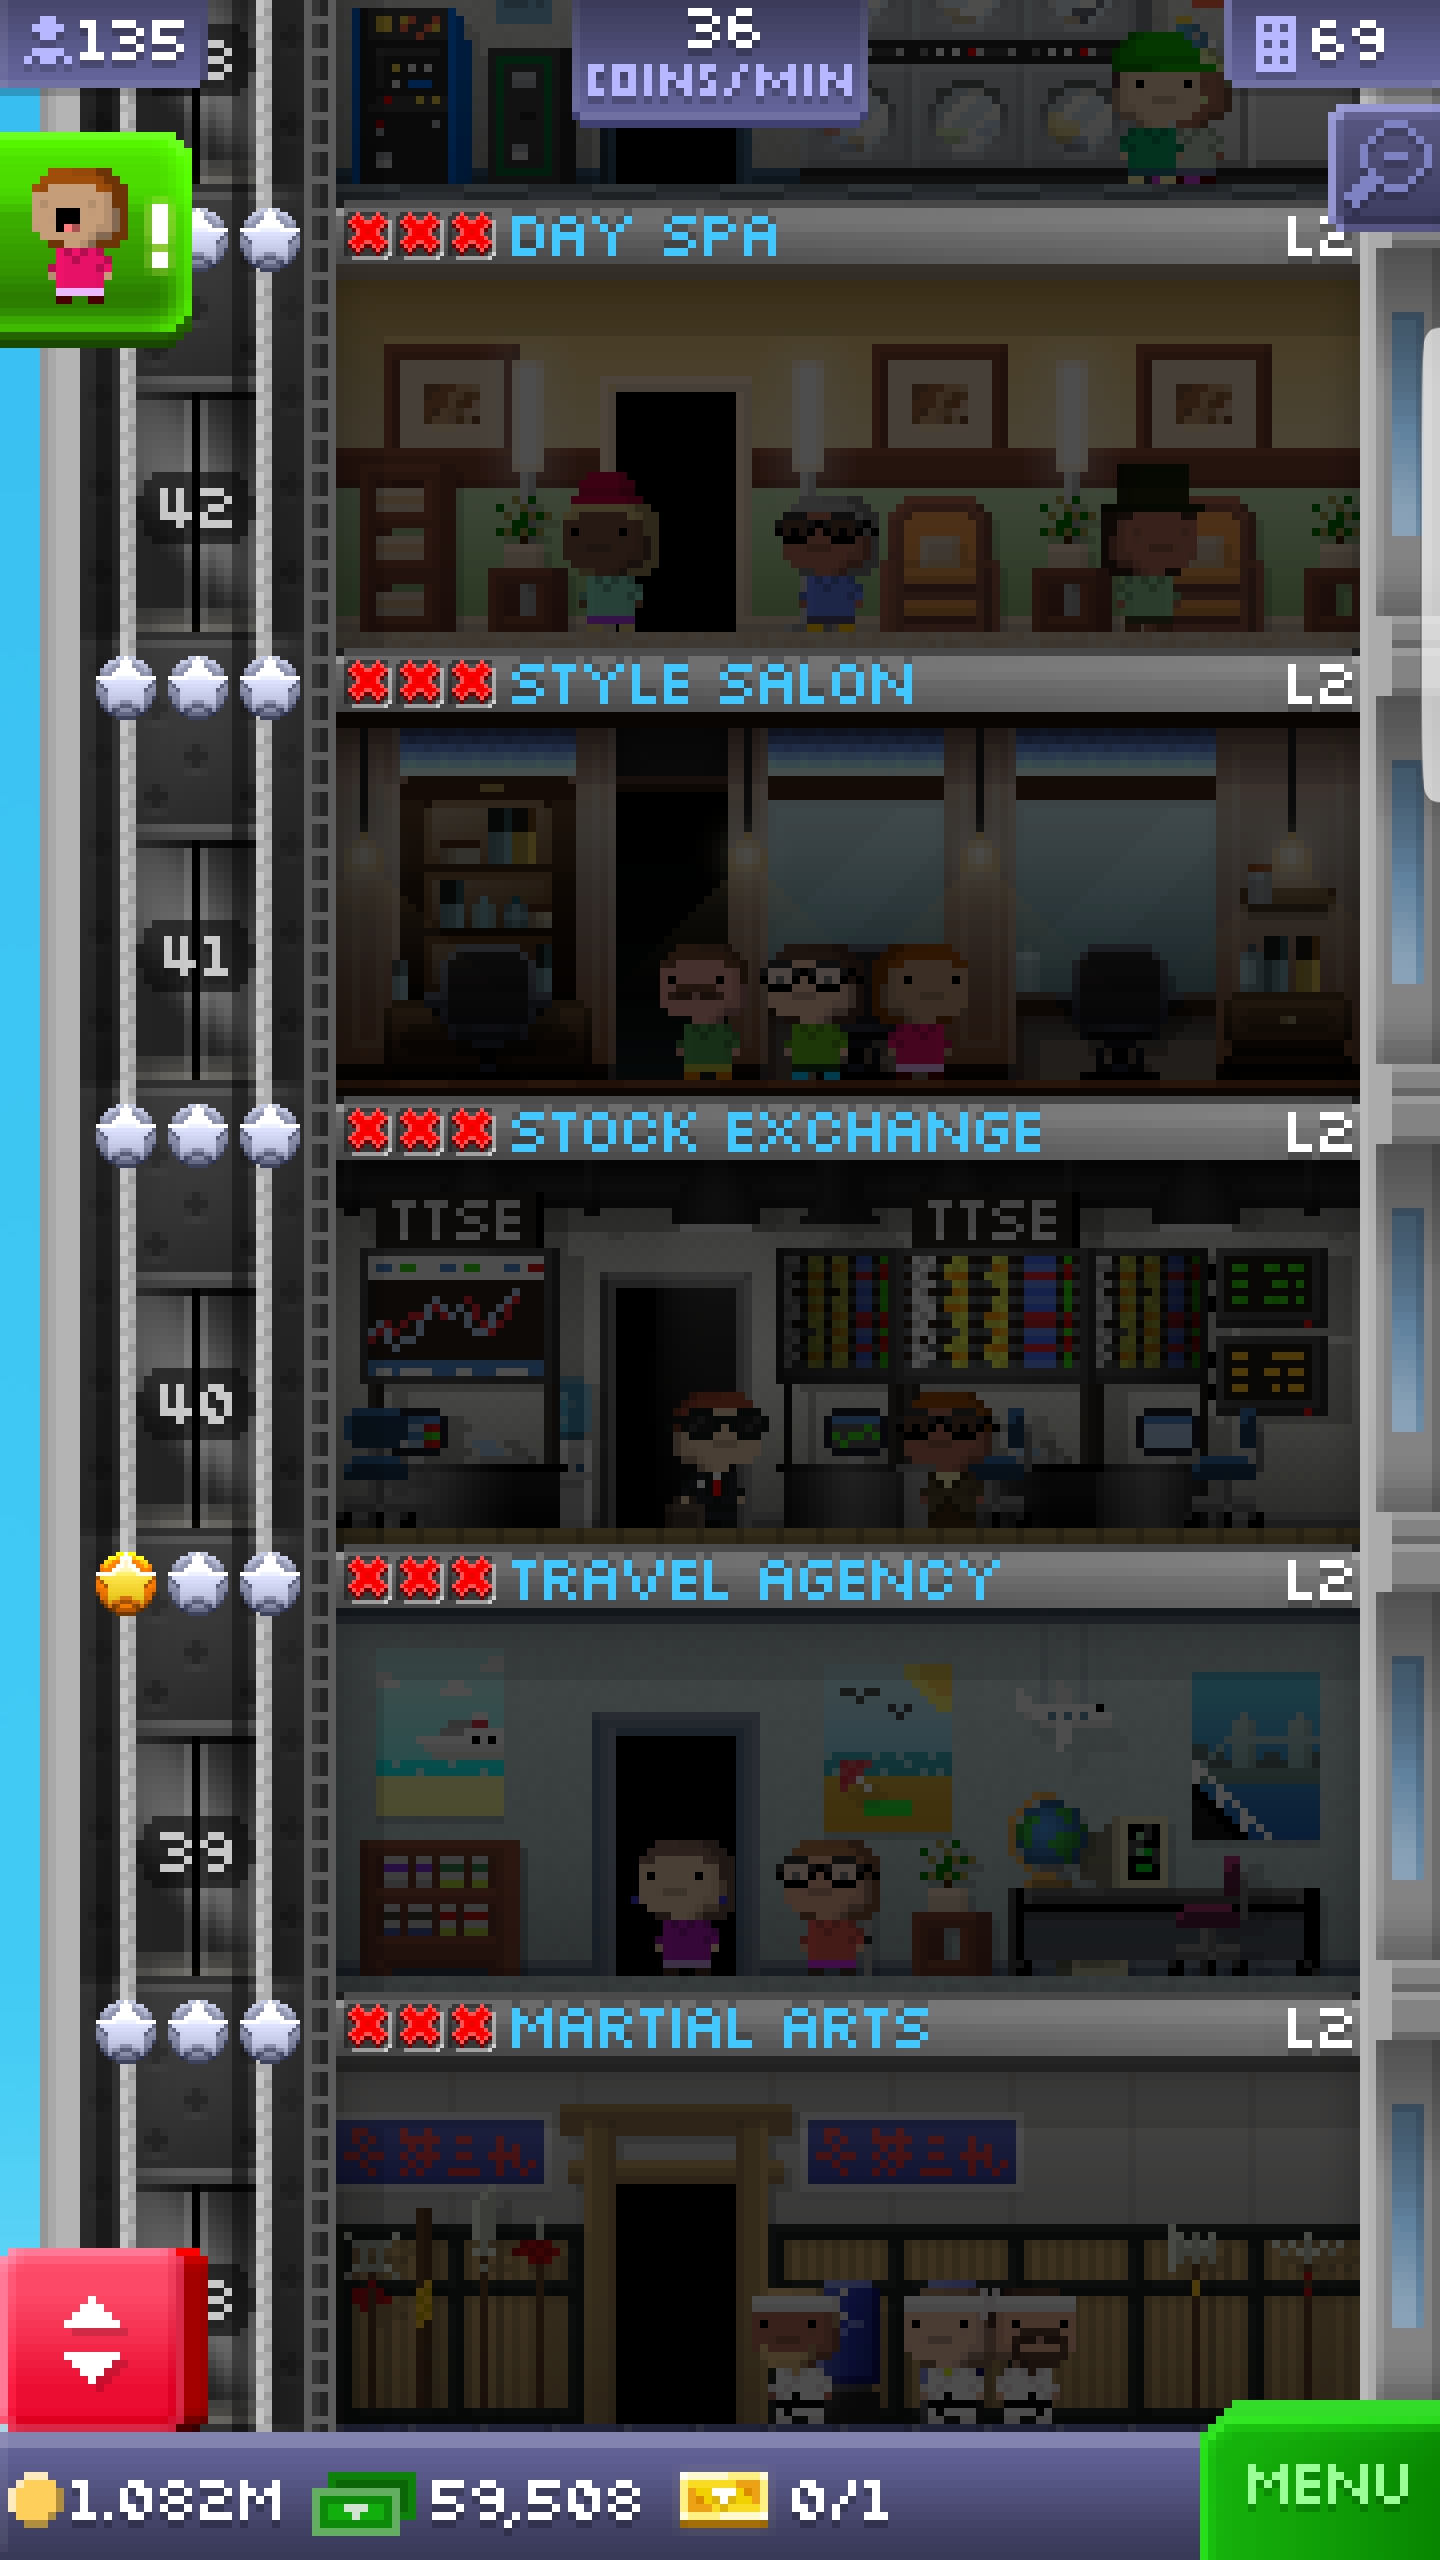 135
36
COINS/MIN
69
!
DAY SPA L2
42
STYLE SALON L2
41
STOCK EXCHANGE L2
TTSE TTSE
40
TRAVEL AGENCY L2
39
MARTIAL ARTS L2
1.082M 59,508 0/1 MENU